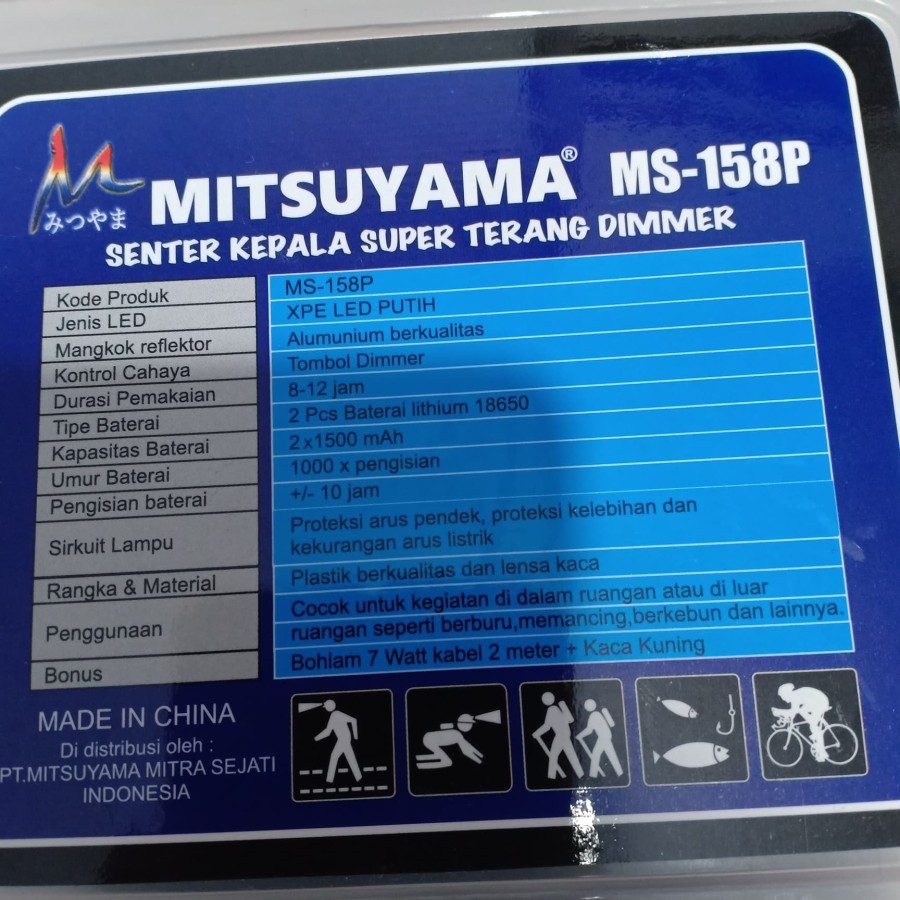 みつやま
MITSUYAMA® MS-158P
SENTER KEPALA SUPER TERANG DIMMER
Kode Produk MS-158P
Jenis LED XPE LED PUTIH
Mangkok reflektor Alumunium berkualitas
Kontrol Cahaya Tombol Dimmer
Durasi Pemakaian 8-12 jam
Tipe Baterai 2 Pcs Baterai lithium 18650
Kapasitas Baterai 2x1500 mAh
Umur Baterai 1000 x pengisian
Pengisian baterai +/- 10 jam
Sirkuit Lampu Proteksi arus pendek, proteksi kelebihan dan
kekurangan arus listrik
Rangka & Material Plastik berkualitas dan lensa kaca
Penggunaan Cocok untuk kegiatan di dalam ruangan atau di luar
ruangan seperti berburu,memancing,berkebun dan lainnya.
Bonus Bohlam 7 Watt kabel 2 meter + Kaca Kuning
MADE IN CHINA
Di distribusi oleh :
PT.MITSUYAMA MITRA SEJATI
INDONESIA